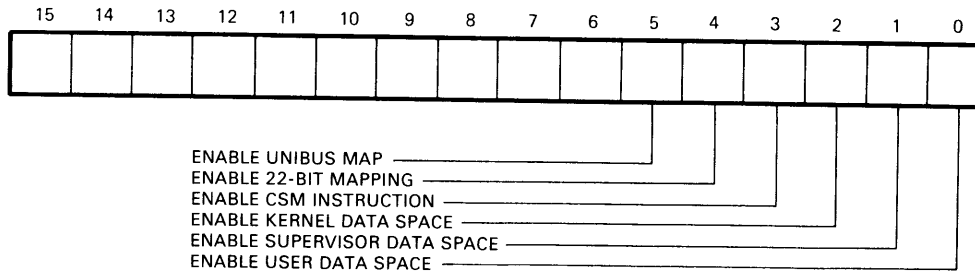 15 14 13 12 11 10 9 8 7 6 5 4 3 2 1 0
ENABLE UNIBUS MAP
ENABLE 22-BIT MAPPING
ENABLE CSM INSTRUCTION
ENABLE KERNEL DATA SPACE
ENABLE SUPERVISOR DATA SPACE
ENABLE USER DATA SPACE